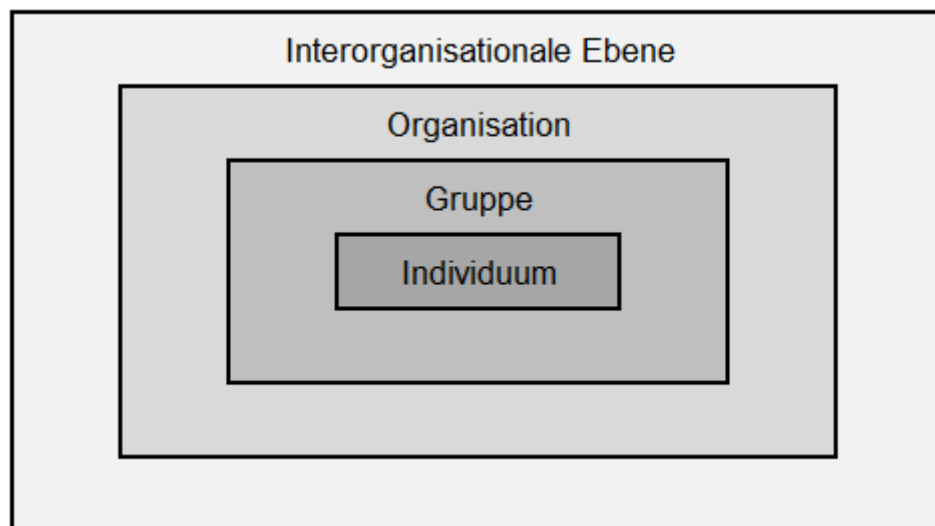 Interorganisationale Ebene
Organisation
Gruppe
Individuum